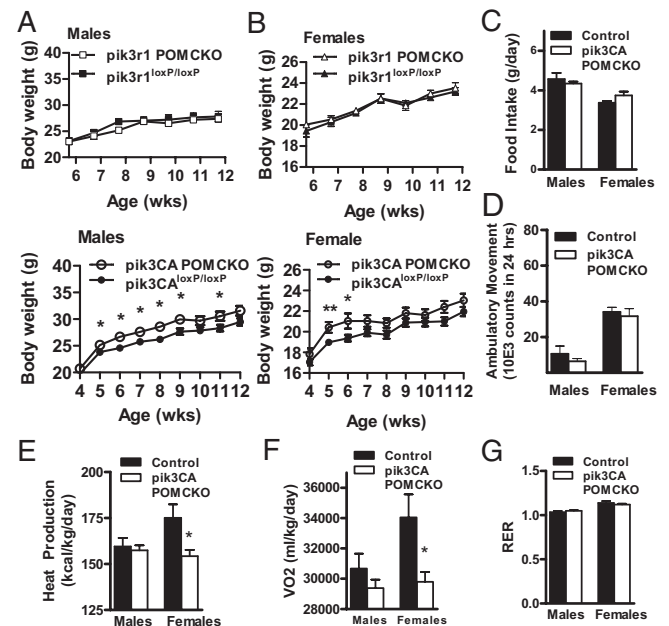 A
Males
pik3r1 POMCKO
pik3r1loxP/loxP
Body weight (g)
40
35
30
25
20
6 7 8 9 10 11 12
Age (wks)
B
Females
pik3r1 POMCKO
pik3r1loxP/loxP
Body weight (g)
26
24
22
20
18
16
6 7 8 9 10 11 12
Age (wks)
C
Control
pik3CA
POMCKO
Food Intake (g/day)
6
4
2
0
Males Females
Males
pik3CA POMCKO
pik3CAloxP/loxP
Body weight (g)
40
35
30
25
20
* * * * * *
4 5 6 7 8 9 10 11 12
Age (wks)
Female
pik3CA POMCKO
pik3CAloxP/loxP
Body weight (g)
26
24
22
20
18
16
** *
4 5 6 7 8 9 10 11 12
Age (wks)
D
Control
pik3CA
POMCKO
Ambulatory Movement
(10E3 counts in 24 hrs)
80
60
40
20
Males Females
E
Control
pik3CA
POMCKO
Heat Production
(kcal/kg/day)
200
175
150
125
*
Males Females
F
Control
pik3CA
POMCKO
VO2 (ml/kg/day)
36000
34000
32000
30000
28000
*
Males Females
G
Control
pik3CA
POMCKO
RER
1.5
1.0
0.5
0.0
Males Females